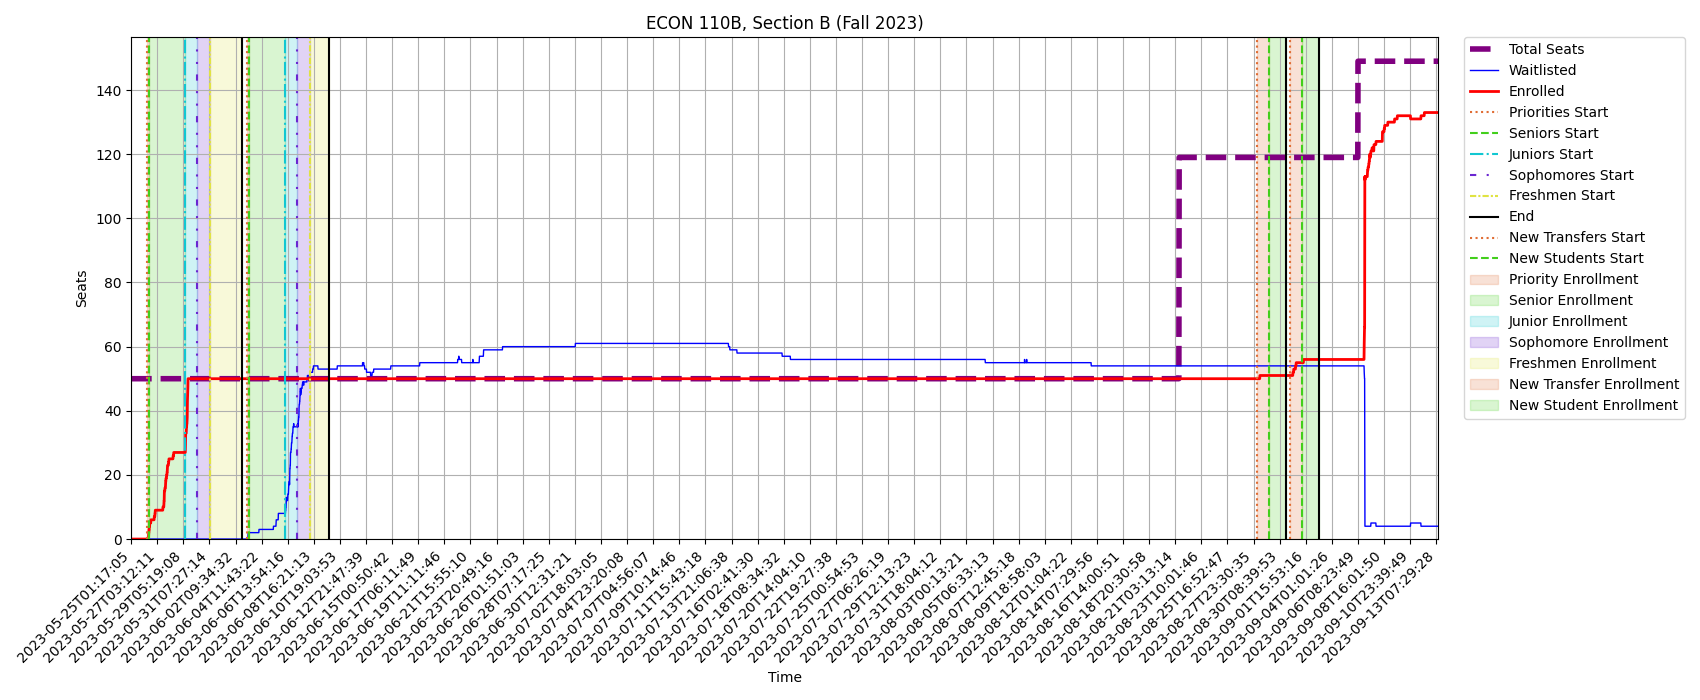 ECON 110B, Section B (Fall 2023)
Seats
140
120
100
80
60
40
20
0
2023-05-25T01:17:05
2023-05-27T03:12:11
2023-05-29T05:19:08
2023-05-31T07:27:14
2023-06-02T09:34:32
2023-06-04T11:43:22
2023-06-06T13:54:10
2023-06-08T16:21:13
2023-06-10T19:03:53
2023-06-12T21:47:39
2023-06-15T00:50:42
2023-06-17T06:11:49
2023-06-19T11:11:46
2023-06-21T15:55:10
2023-06-23T20:49:16
2023-06-26T01:51:03
2023-06-28T07:17:25
2023-06-30T12:31:21
2023-07-02T18:03:05
2023-07-04T23:20:08
2023-07-07T04:56:07
2023-07-09T10:14:46
2023-07-11T15:43:18
2023-07-13T21:06:38
2023-07-16T02:41:30
2023-07-18T08:34:32
2023-07-20T14:04:10
2023-07-22T19:27:38
2023-07-25T00:54:53
2023-07-27T06:26:19
2023-07-29T12:13:23
2023-07-31T18:04:12
2023-08-03T00:13:21
2023-08-05T06:33:13
2023-08-07T12:45:18
2023-08-09T18:58:03
2023-08-12T01:04:22
2023-08-14T07:29:56
2023-08-16T14:00:51
2023-08-18T20:30:58
2023-08-21T03:13:14
2023-08-23T10:01:46
2023-08-25T16:52:47
2023-08-27T23:30:35
2023-08-30T08:39:53
2023-09-01T15:53:16
2023-09-04T01:01:26
2023-09-06T08:23:49
2023-09-08T16:01:50
2023-09-10T23:39:49
2023-09-13T07:29:28
Time
Total Seats
Waitlisted
Enrolled
Priorities Start
Seniors Start
Juniors Start
Sophomores Start
Freshmen Start
End
New Transfers Start
New Students Start
Priority Enrollment
Senior Enrollment
Junior Enrollment
Sophomore Enrollment
Freshmen Enrollment
New Transfer Enrollment
New Student Enrollment